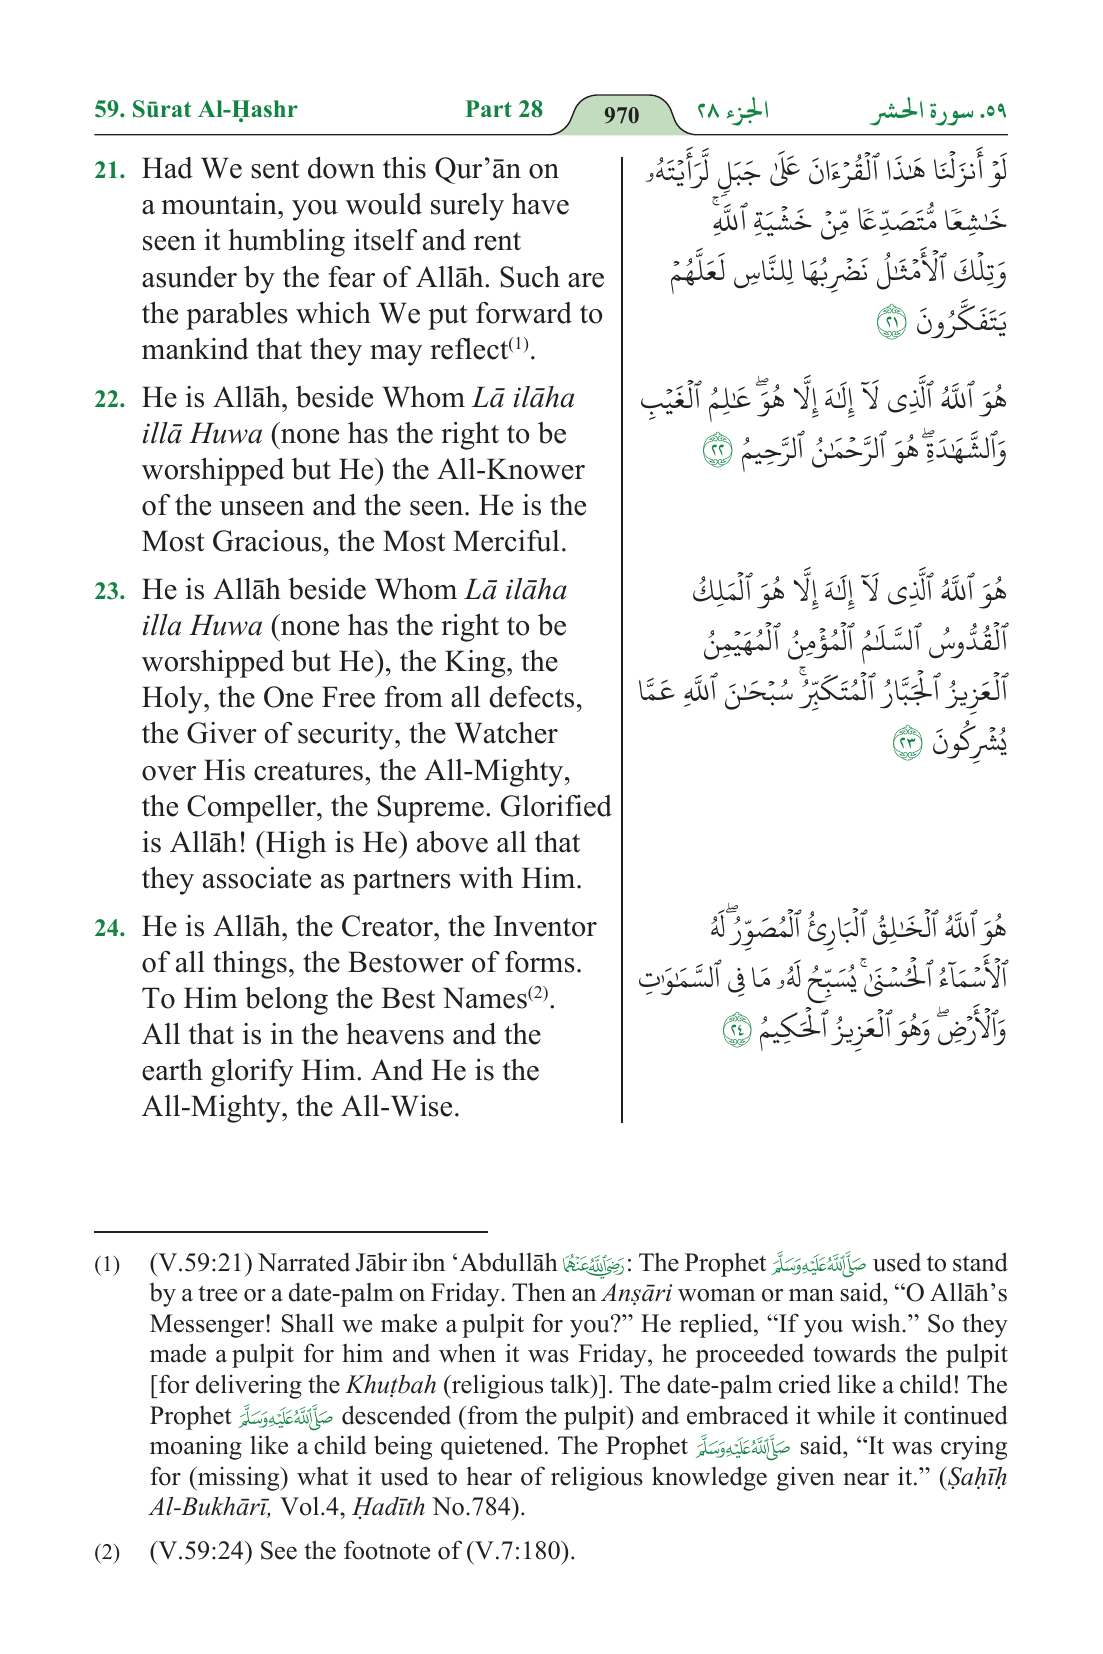 59. Sūrat Al-Ḥashr Part 28 970 الجزء ٢٨ ٥٩. سورة الحشر
21. Had We sent down this Qur’ān on
a mountain, you would surely have
seen it humbling itself and rent
asunder by the fear of Allāh. Such are
the parables which We put forward to
mankind that they may reflect(1).
22. He is Allāh, beside Whom Lā ilāha
illā Huwa (none has the right to be
worshipped but He) the All-Knower
of the unseen and the seen. He is the
Most Gracious, the Most Merciful.
23. He is Allāh beside Whom Lā ilāha
illa Huwa (none has the right to be
worshipped but He), the King, the
Holy, the One Free from all defects,
the Giver of security, the Watcher
over His creatures, the All-Mighty,
the Compeller, the Supreme. Glorified
is Allāh! (High is He) above all that
they associate as partners with Him.
24. He is Allāh, the Creator, the Inventor
of all things, the Bestower of forms.
To Him belong the Best Names(2).
All that is in the heavens and the
earth glorify Him. And He is the
All-Mighty, the All-Wise.
لَوۡ أَنزَلۡنَا هَٰذَا ٱلۡقُرۡءَانَ عَلَىٰ جَبَلٖ لَّرَأَيۡتَهُۥ
خَٰشِعٗا مُّتَصَدِّعٗا مِّنۡ خَشۡيَةِ ٱللَّهِۚ
وَتِلۡكَ ٱلۡأَمۡثَٰلُ نَضۡرِبُهَا لِلنَّاسِ لَعَلَّهُمۡ
يَتَفَكَّرُونَ ٢١
هُوَ ٱللَّهُ ٱلَّذِي لَآ إِلَٰهَ إِلَّا هُوَۖ عَٰلِمُ ٱلۡغَيۡبِ
وَٱلشَّهَٰدَةِۖ هُوَ ٱلرَّحۡمَٰنُ ٱلرَّحِيمُ ٢٢
هُوَ ٱللَّهُ ٱلَّذِي لَآ إِلَٰهَ إِلَّا هُوَ ٱلۡمَلِكُ
ٱلۡقُدُّوسُ ٱلسَّلَٰمُ ٱلۡمُؤۡمِنُ ٱلۡمُهَيۡمِنُ
ٱلۡعَزِيزُ ٱلۡجَبَّارُ ٱلۡمُتَكَبِّرُۚ سُبۡحَٰنَ ٱللَّهِ عَمَّا
يُشۡرِكُونَ ٢٣
هُوَ ٱللَّهُ ٱلۡخَٰلِقُ ٱلۡبَارِئُ ٱلۡمُصَوِّرُۖ لَهُ
ٱلۡأَسۡمَآءُ ٱلۡحُسۡنَىٰۚ يُسَبِّحُ لَهُۥ مَا فِي ٱلسَّمَٰوَٰتِ
وَٱلۡأَرۡضِۖ وَهُوَ ٱلۡعَزِيزُ ٱلۡحَكِيمُ ٢٤
(1) (V.59:21) Narrated Jābir ibn ‘Abdullāh رَضِيَ اللَّهُ عَنْهُمَا: The Prophet صَلَّى اللَّهُ عَلَيْهِ وَسَلَّمَ used to stand
by a tree or a date-palm on Friday. Then an Anṣāri woman or man said, “O Allāh’s
Messenger! Shall we make a pulpit for you?” He replied, “If you wish.” So they
made a pulpit for him and when it was Friday, he proceeded towards the pulpit
[for delivering the Khuṭbah (religious talk)]. The date-palm cried like a child! The
Prophet صَلَّى اللَّهُ عَلَيْهِ وَسَلَّمَ descended (from the pulpit) and embraced it while it continued
moaning like a child being quietened. The Prophet صَلَّى اللَّهُ عَلَيْهِ وَسَلَّمَ said, “It was crying
for (missing) what it used to hear of religious knowledge given near it.” (Ṣaḥīḥ
Al-Bukhārī, Vol.4, Ḥadīth No.784).
(2) (V.59:24) See the footnote of (V.7:180).